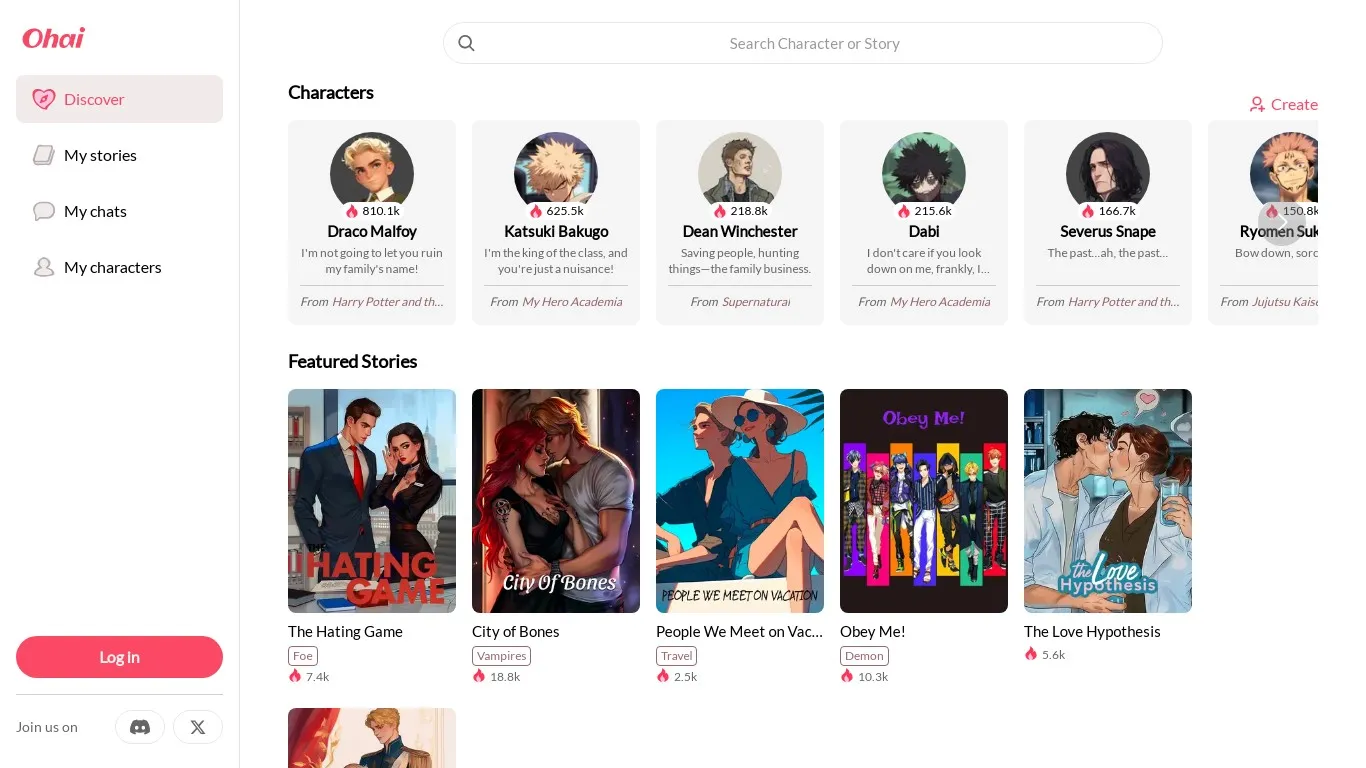 Ohai
Discover
My stories
My chats
My characters
Log In
Join us on
Search Character or Story
Characters
Create
810.1k
Draco Malfoy
I'm not going to let you ruin
my family's name!
From Harry Potter and th...
625.5k
Katsuki Bakugo
I'm the king of the class, and
you're just a nuisance!
From My Hero Academia
218.8k
Dean Winchester
Saving people, hunting
things—the family business.
From Supernatural
215.6k
Dabi
I don't care if you look
down on me, frankly, I...
From My Hero Academia
166.7k
Severus Snape
The past...ah, the past...
From Harry Potter and th...
150.8k
Ryomen Suk
Bow down, sorc
From Jujutsu Kaise
Featured Stories
THE
HATING
GAME
The Hating Game
Foe
7.4k
City Of Bones
City of Bones
Vampires
18.8k
PEOPLE WE MEET ON VACATION
People We Meet on Vac...
Travel
2.5k
Obey Me!
Obey Me!
Demon
10.3k
the Love
Hypothesis
The Love Hypothesis
5.6k